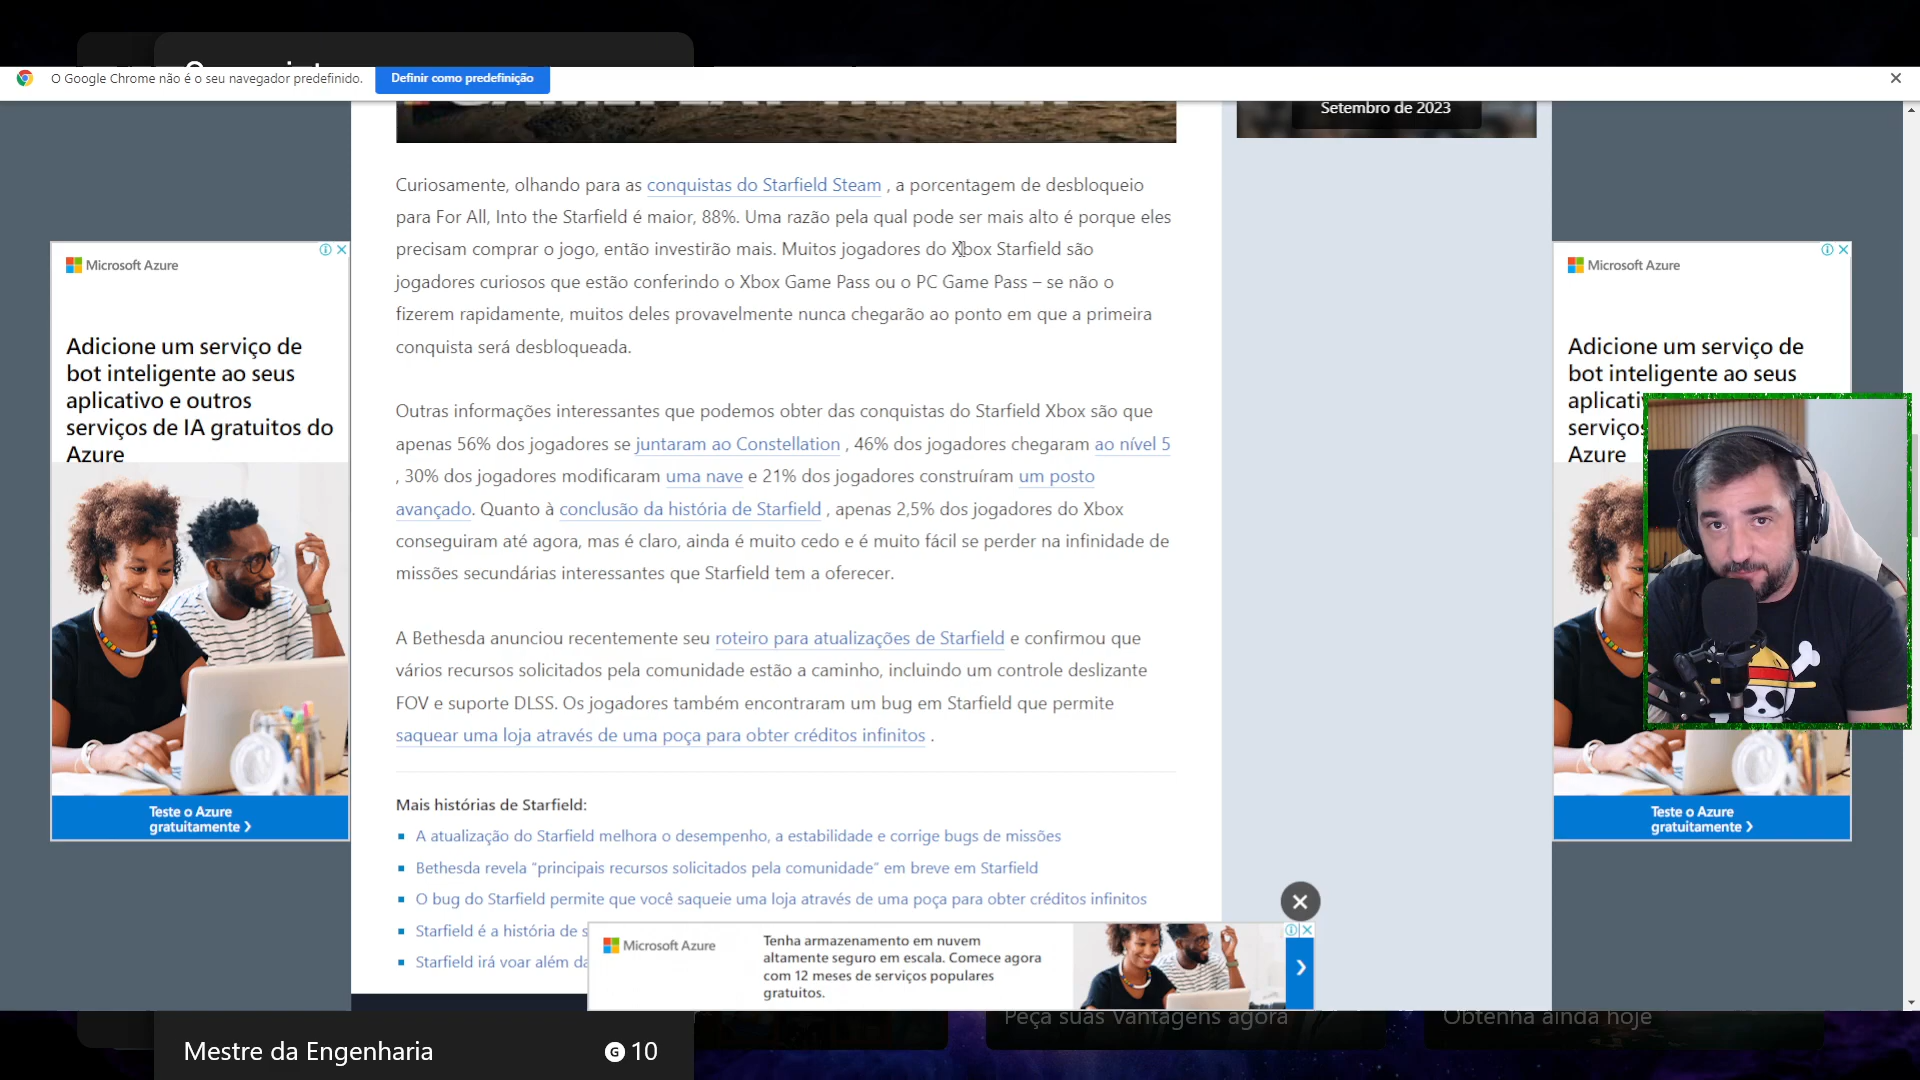 O Google Chrome não é o seu navegador predefinido.
Definir como predefinição
Setembro de 2023
Curiosamente, olhando para as conquistas do Starfield Steam , a porcentagem de desbloqueio
para For All, Into the Starfield é maior, 88%. Uma razão pela qual pode ser mais alto é porque eles
precisam comprar o jogo, então investirão mais. Muitos jogadores do Xbox Starfield são
jogadores curiosos que estão conferindo o Xbox Game Pass ou o PC Game Pass – se não o
fizerem rapidamente, muitos deles provavelmente nunca chegarão ao ponto em que a primeira
conquista será desbloqueada.
Outras informações interessantes que podemos obter das conquistas do Starfield Xbox são que
apenas 56% dos jogadores se juntaram ao Constellation , 46% dos jogadores chegaram ao nível 5
, 30% dos jogadores modificaram uma nave e 21% dos jogadores construíram um posto
avançado. Quanto à conclusão da história de Starfield , apenas 2,5% dos jogadores do Xbox
conseguiram até agora, mas é claro, ainda é muito cedo e é muito fácil se perder na infinidade de
missões secundárias interessantes que Starfield tem a oferecer.
A Bethesda anunciou recentemente seu roteiro para atualizações de Starfield e confirmou que
vários recursos solicitados pela comunidade estão a caminho, incluindo um controle deslizante
FOV e suporte DLSS. Os jogadores também encontraram um bug em Starfield que permite
saquear uma loja através de uma poça para obter créditos infinitos .
Mais histórias de Starfield:
A atualização do Starfield melhora o desempenho, a estabilidade e corrige bugs de missões
Bethesda revela "principais recursos solicitados pela comunidade" em breve em Starfield
O bug do Starfield permite que você saqueie uma loja através de uma poça para obter créditos infinitos
Starfield é a história de
Starfield irá voar além
Microsoft Azure
Adicione um serviço de
bot inteligente ao seus
aplicativo e outros
serviços de IA gratuitos do
Azure
Teste o Azure
gratuitamente
Microsoft Azure
Adicione um serviço de
bot inteligente ao seus
serviços
Azure
Teste o Azure
gratuitamente
Microsoft Azure
Tenha armazenamento em nuvem
altamente seguro em escala. Comece agora
com 12 meses de serviços populares
gratuitos.
Peça suas vantagens agora
Obtenha ainda hoje
Mestre da Engenharia
G 10